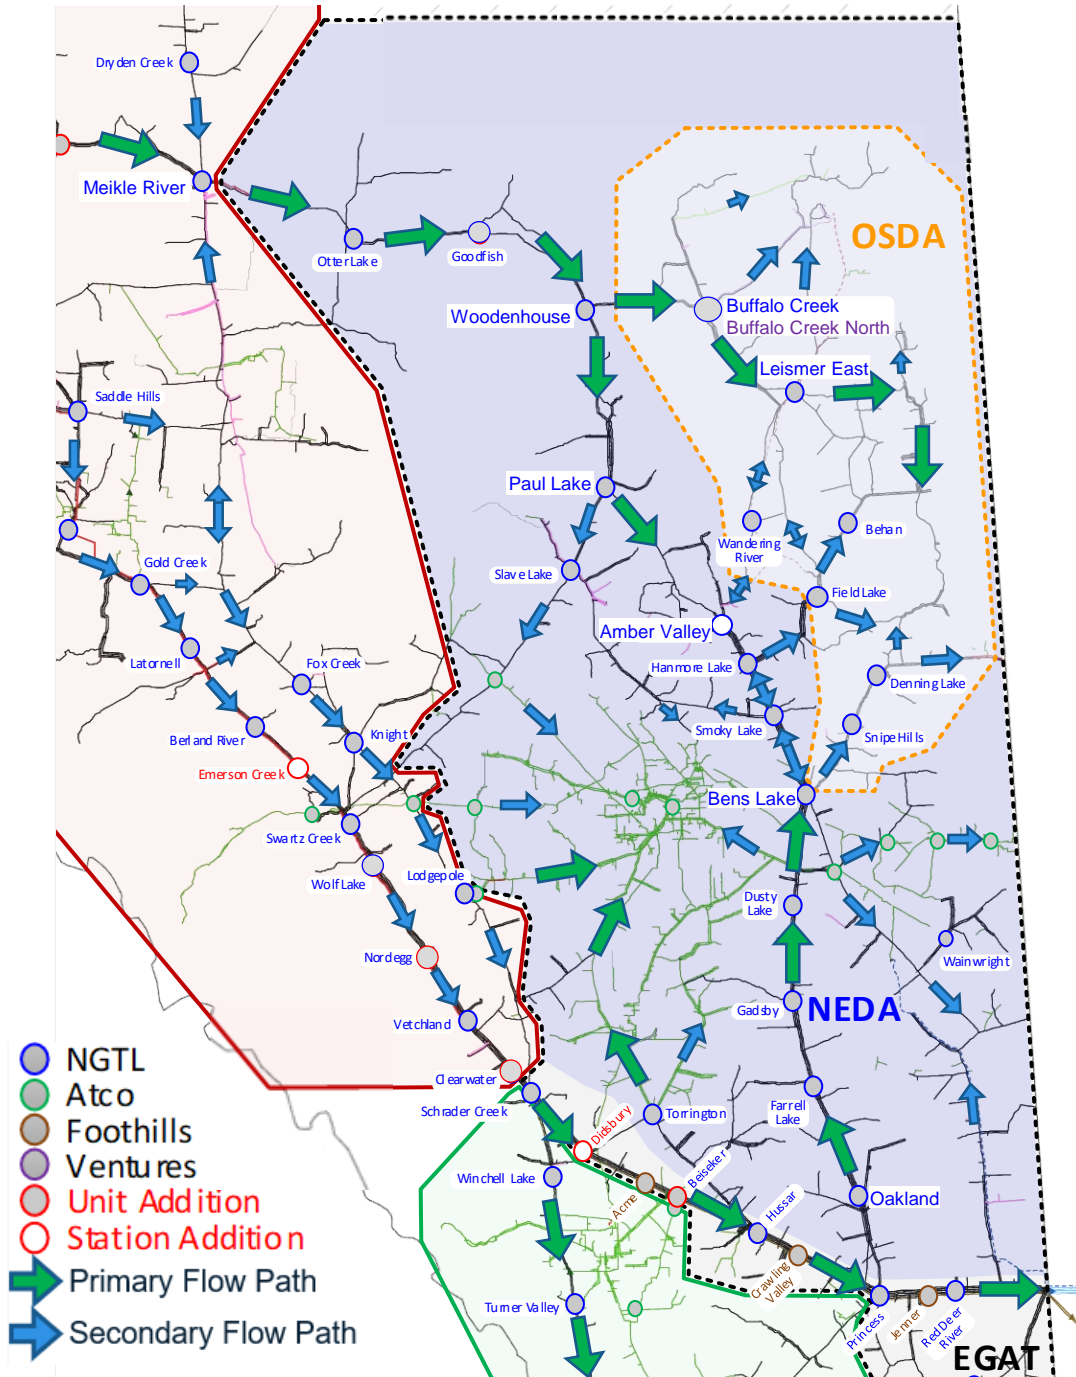 Dryden Creek
Meikle River
Otter Lake
Goodfish
Woodenhouse
OSDA
Buffalo Creek
Buffalo Creek North
Leismer East
Saddle Hills
Paul Lake
Wandering
River
Behan
Gold Creek
Slave Lake
Field Lake
Amber Valley
Latornell
Fox Creek
Hanmore Lake
Denning Lake
Berland River
Knight
Smoky Lake
Snipe Hills
Emerson Creek
Bens Lake
Swartz Creek
Wolf Lake
Lodgepole
Dusty
Lake
Nordegg
Wainwright
Vetchland
Gadsby
NEDA
NGTL
Atco
Foothills
Ventures
Unit Addition
Station Addition
Primary Flow Path
Secondary Flow Path
Clearwater
Schrader Creek
Farrell
Lake
Torrington
Didsbury
Winchell Lake
Beiseker
Acme
Hussar
Oakland
Crawling
Valley
Turner Valley
Princess
Jenner
Red Deer
River
EGAT